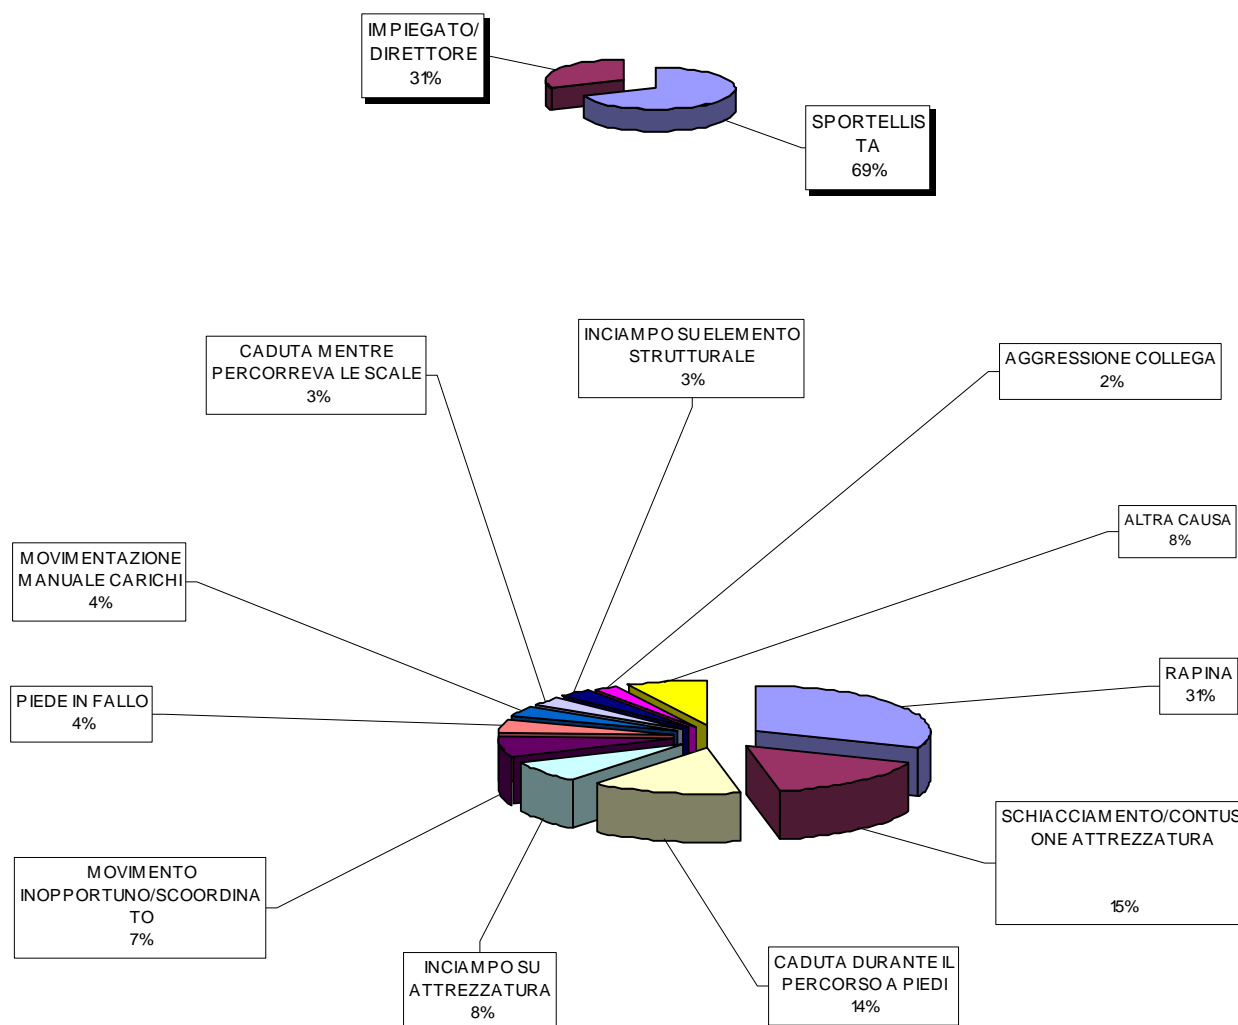 IMPIEGATO/
DIRETTORE
31%
SPORTELLIS
TA
69%
INCIAMPO SU ELEMENTO
STRUTTURALE
3%
CADUTA MENTRE
PERCORREVA LE SCALE
3%
AGGRESSIONE COLLEGA
2%
ALTRA CAUSA
8%
MOVIMENTAZIONE
MANUALE CARICHI
4%
RAPINA
31%
PIEDE IN FALLO
4%
SCHIACCIAMENTO/CONTUS
ONE ATTREZZATURA
15%
MOVIMENTO
INOPPORTUNO/SCOORDINA
TO
7%
INCIAMPO SU
ATTREZZATURA
8%
CADUTA DURANTE IL
PERCORSO A PIEDI
14%